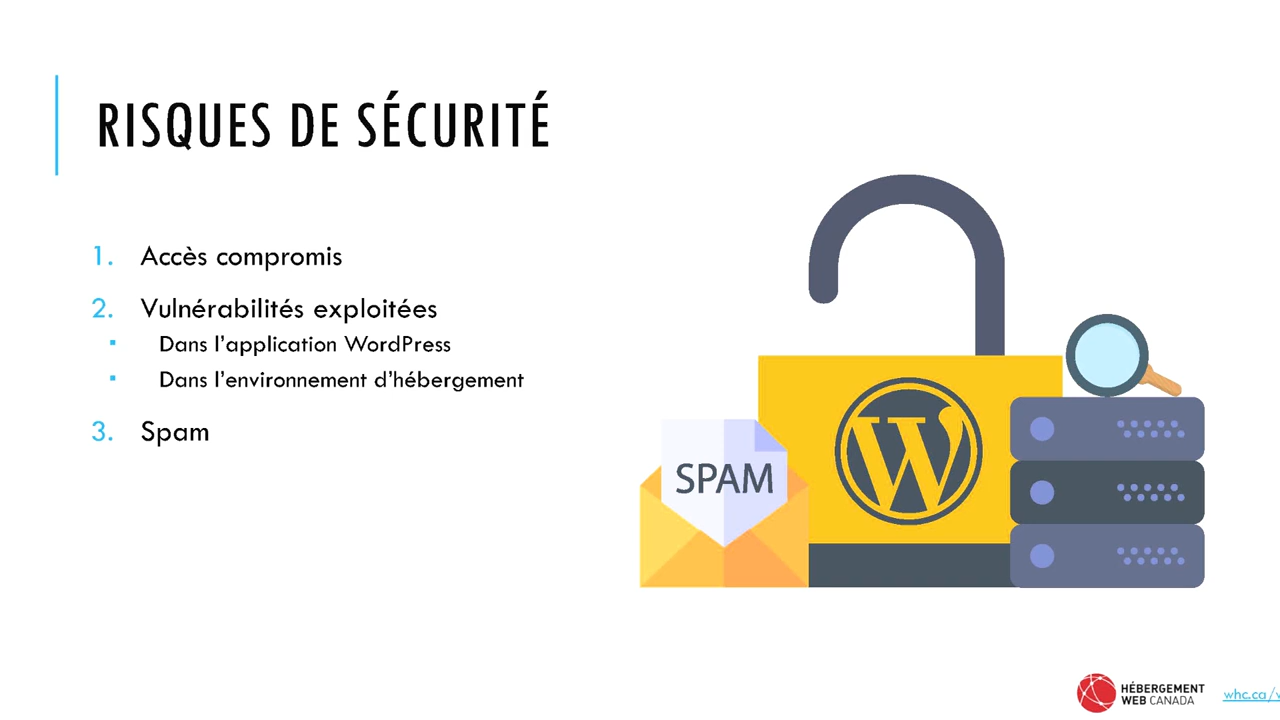 RISQUES DE SÉCURITÉ
1. Accès compromis
2. Vulnérabilités exploitées
▪ Dans l’application WordPress
▪ Dans l’environnement d’hébergement
3. Spam
SPAM
W
HÉBERGEMENT
WEB CANADA
whc.ca/